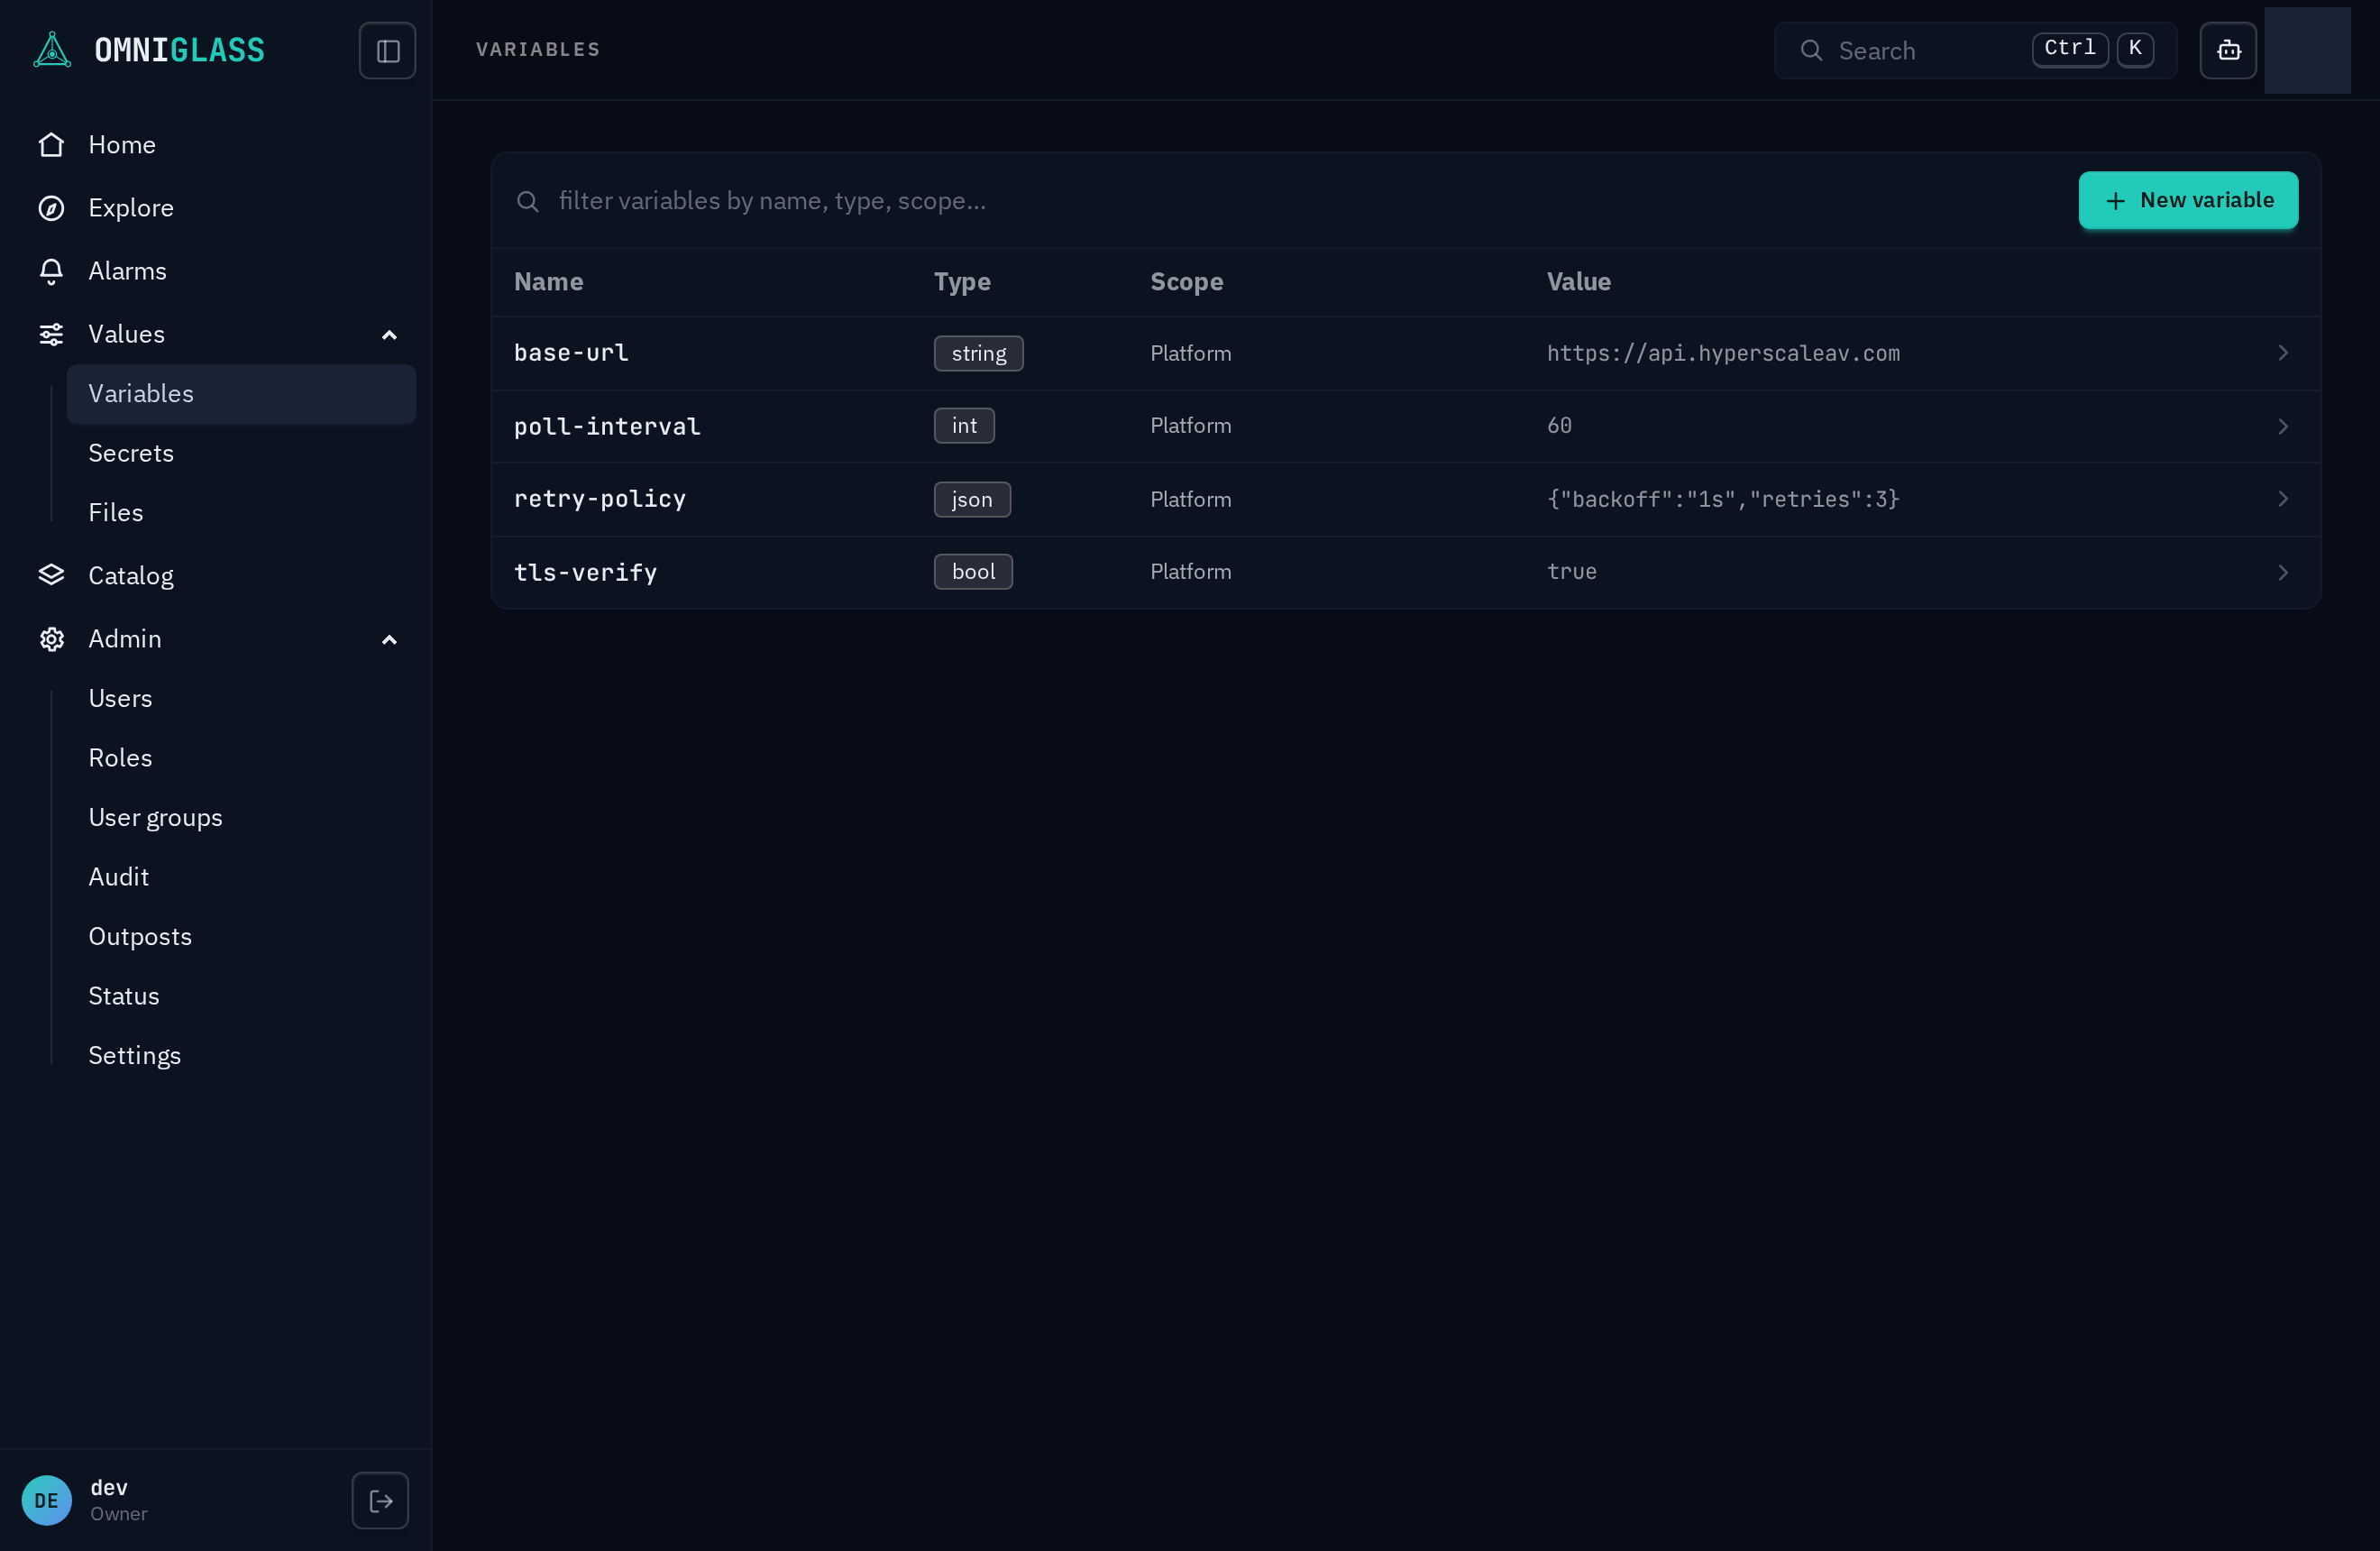 OMNIGLASS
VARIABLES
Search Ctrl K
Home
Explore
Alarms
Values
Variables
Secrets
Files
Catalog
Admin
Users
Roles
User groups
Audit
Outposts
Status
Settings
DE dev
Owner
filter variables by name, type, scope...
New variable
Name Type Scope Value
base-url string Platform https://api.hyperscaleav.com
poll-interval int Platform 60
retry-policy json Platform {"backoff":"1s","retries":3}
tls-verify bool Platform true